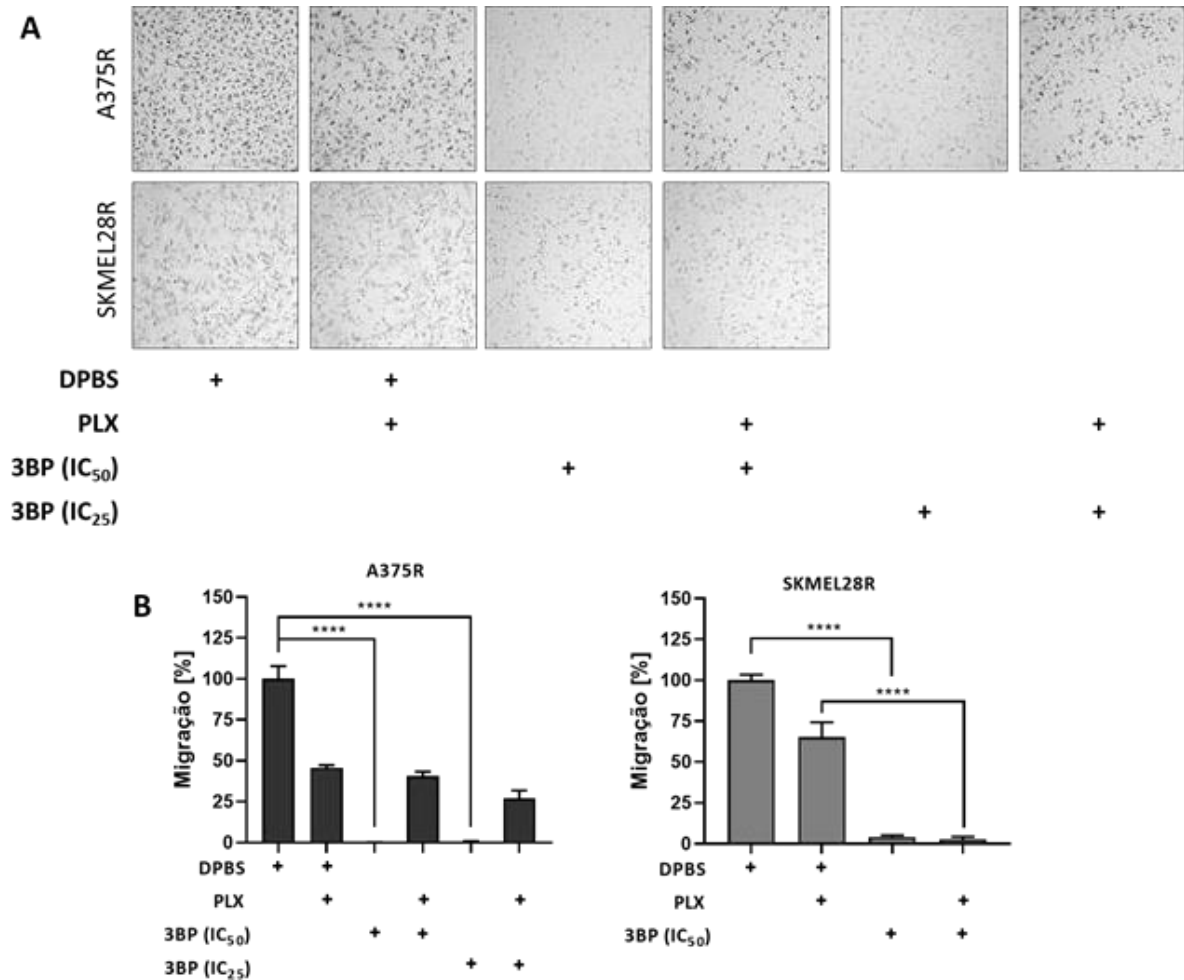 A
A375R
SKMEL28R
DPBS + +
PLX + + +
3BP (IC50) + +
3BP (IC25) + +
B
A375R
Migração [%]
150
125
100
75
50
25
0
****
****
DPBS + +
PLX + + +
3BP (IC50) + +
3BP (IC25) + +
SKMEL28R
Migração [%]
150
125
100
75
50
25
0
****
****
DPBS + +
PLX + +
3BP (IC50) + +